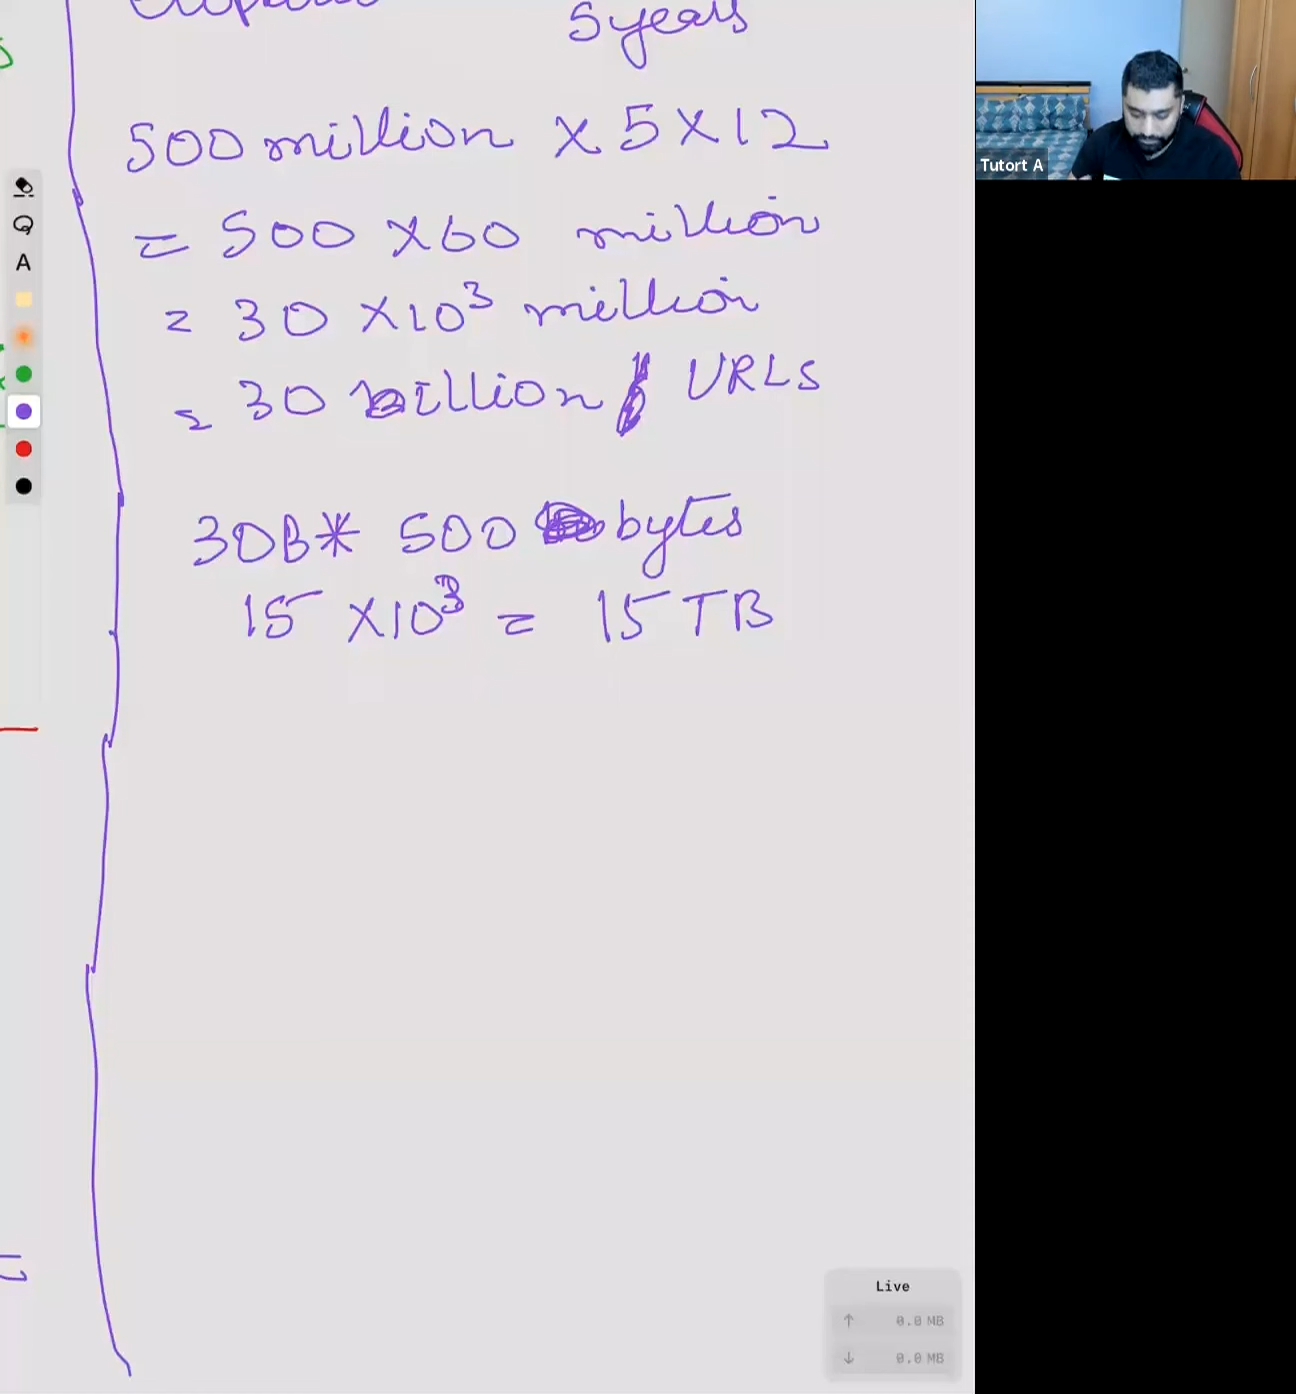 5 years
500 million × 5 × 12
= 500 × 60 million
= 30 × 10³ million
= 30 billion URLs
30B * 500 bytes
15 × 10³ = 15 TB
A
Tutort A
Live
↑ 0.0 MB
↓ 0.0 MB